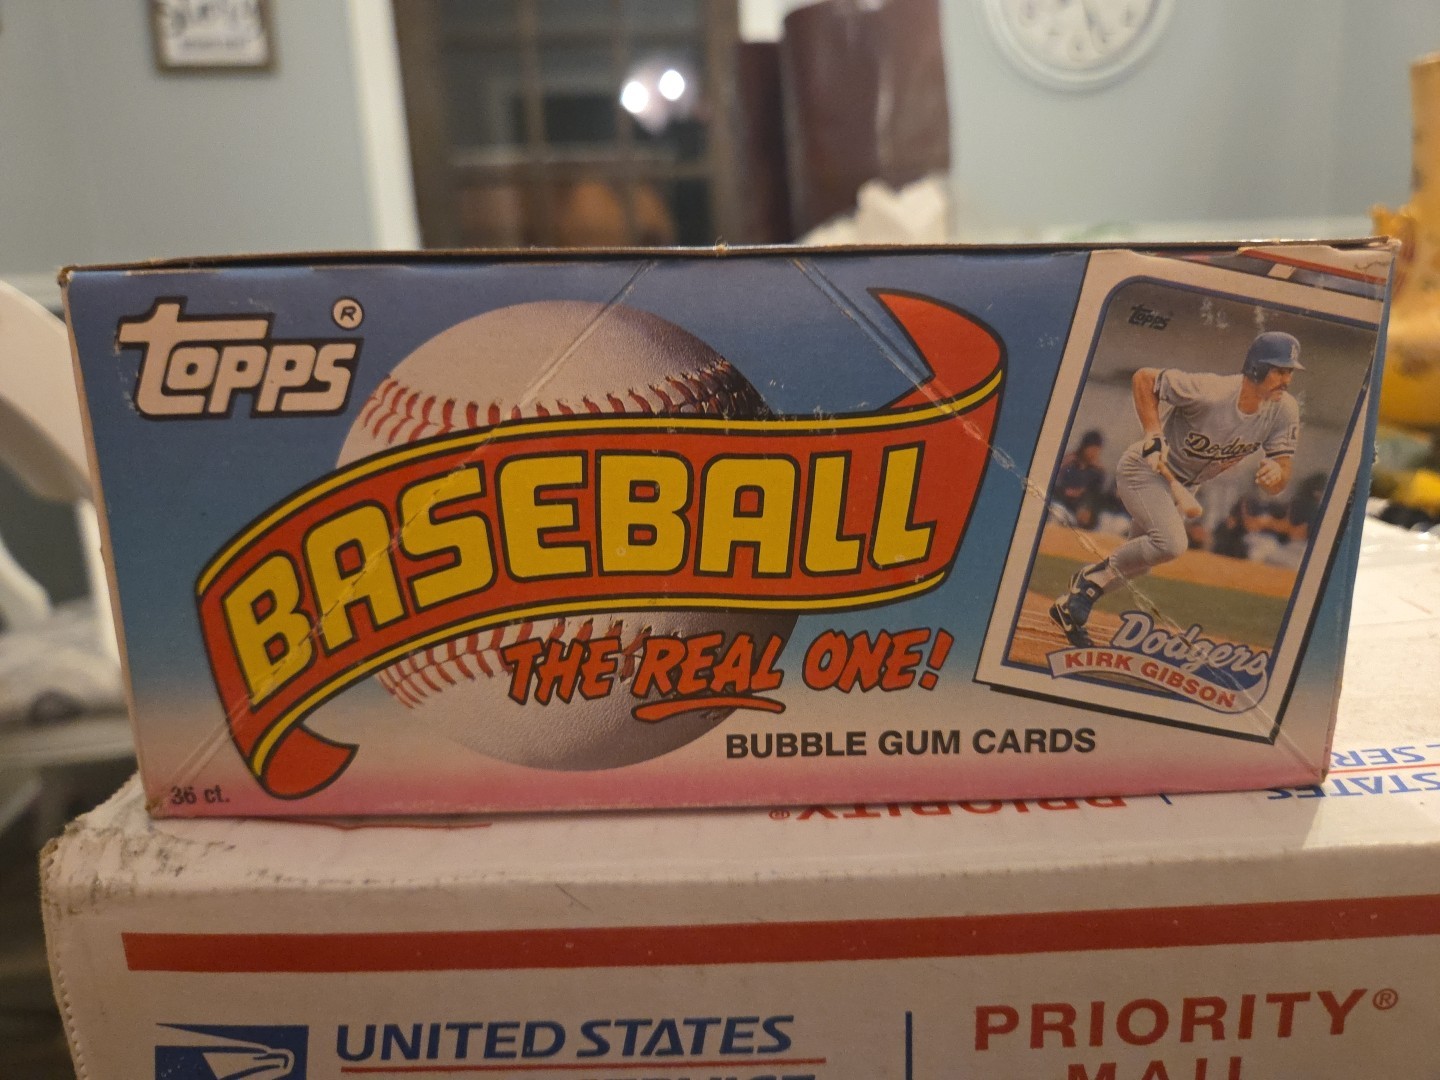 Topps®
BASEBALL
THE REAL ONE!
BUBBLE GUM CARDS
36 ct.
Topps
Dodgers
Dodgers
KIRK GIBSON
PRIORITY®
STATES
UNITED STATES
PRIORITY®
MAIL